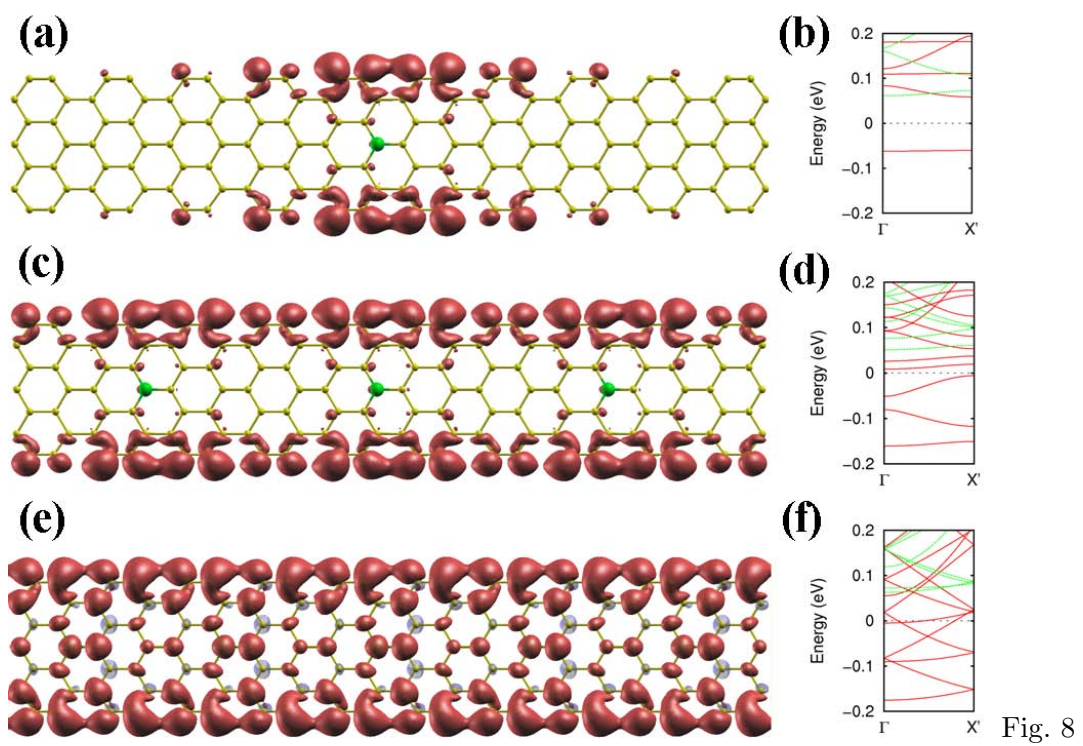 (a)
(b)
0.2
0.1
0
−0.1
−0.2
Energy (eV)
Γ X'
(c)
(d)
0.2
0.1
0
−0.1
−0.2
Energy (eV)
Γ X'
(e)
(f)
0.2
0.1
0
−0.1
−0.2
Energy (eV)
Γ X'
Fig. 8